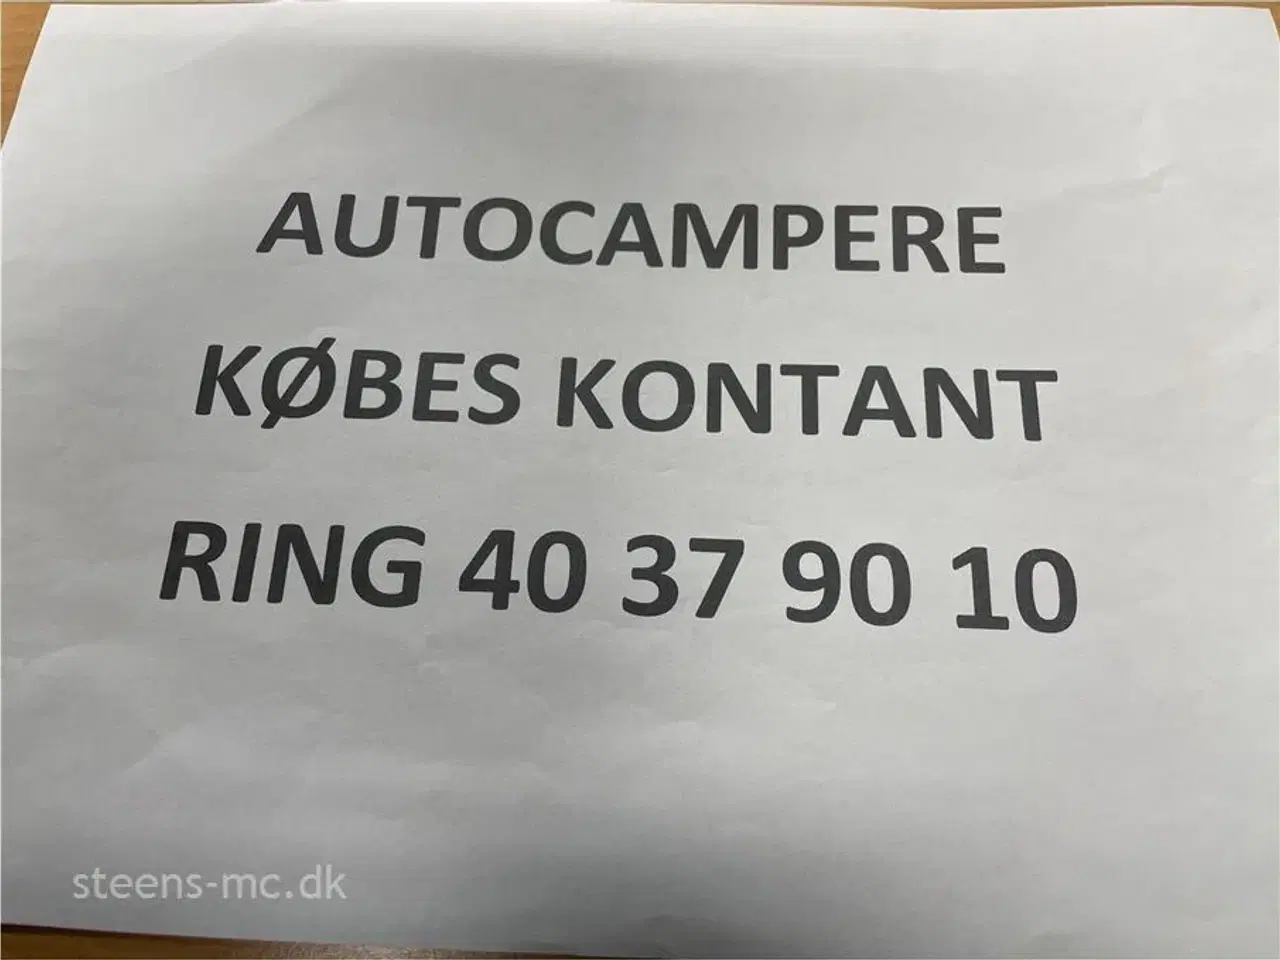 AUTOCAMPERE
KØBES KONTANT
RING 40 37 90 10
steens-mc.dk